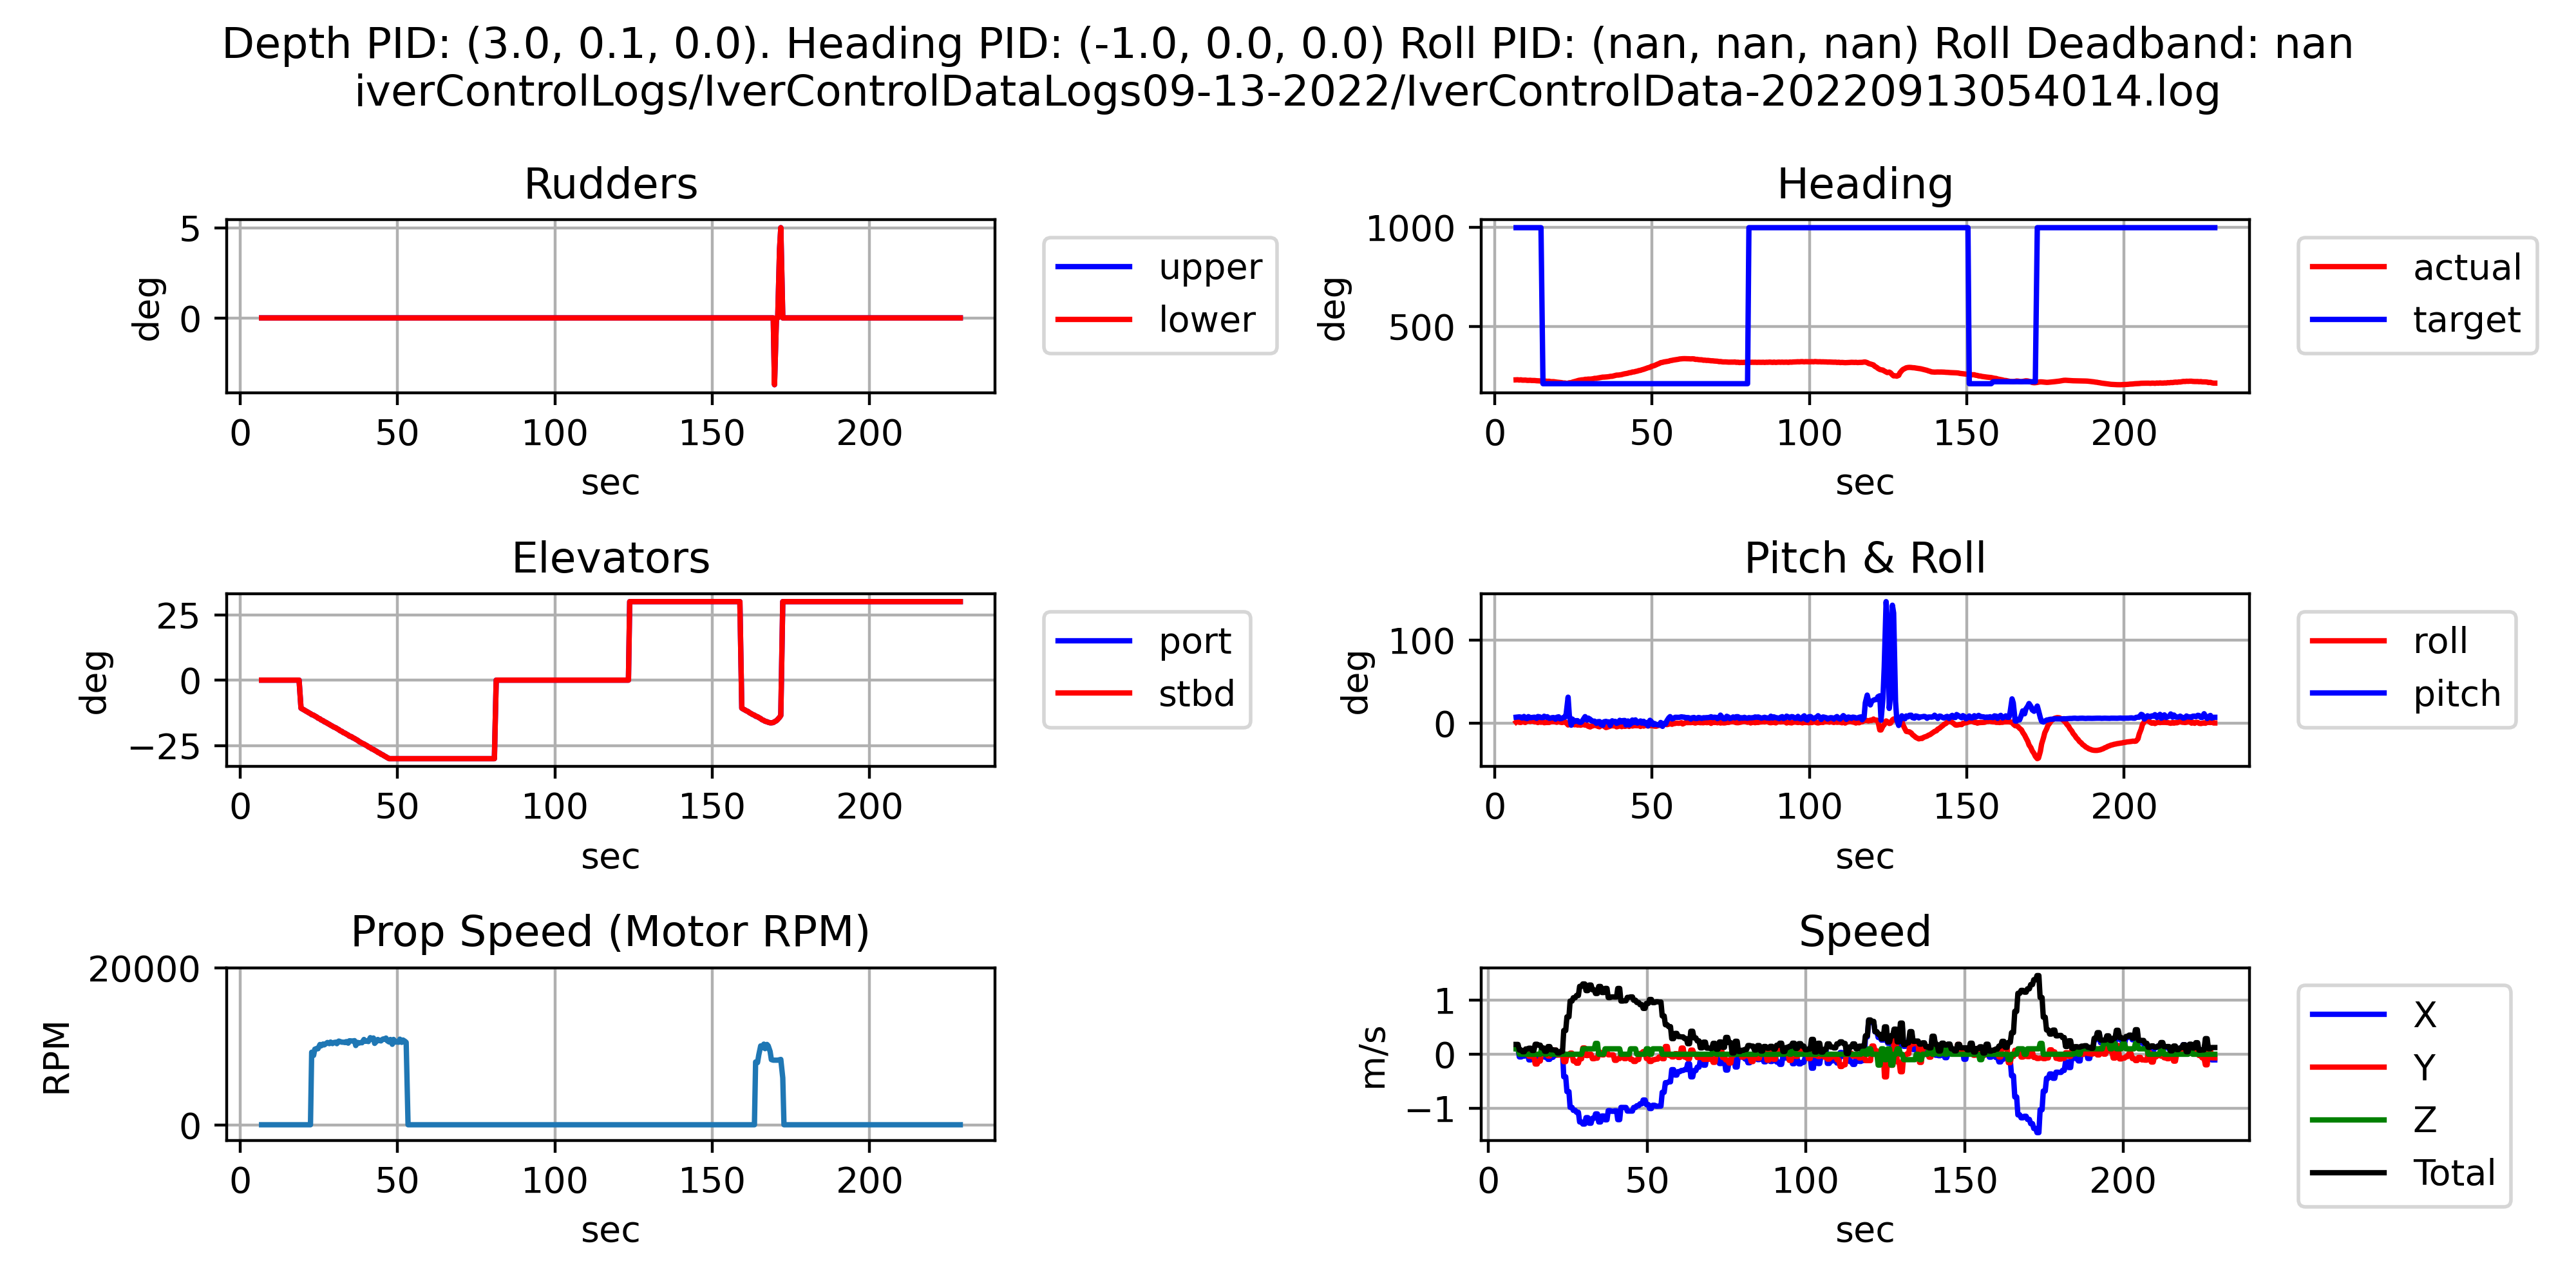 Depth PID: (3.0, 0.1, 0.0). Heading PID: (-1.0, 0.0, 0.0) Roll PID: (nan, nan, nan) Roll Deadband: nan
iverControlLogs/IverControlDataLogs09-13-2022/IverControlData-20220913054014.log
Rudders
5
0
deg
0 50 100 150 200
sec
upper
lower
Heading
1000
500
deg
0 50 100 150 200
sec
actual
target
Elevators
25
0
−25
deg
0 50 100 150 200
sec
port
stbd
Pitch & Roll
100
0
deg
0 50 100 150 200
sec
roll
pitch
Prop Speed (Motor RPM)
20000
0
RPM
0 50 100 150 200
sec
Speed
1
0
−1
m/s
0 50 100 150 200
sec
X
Y
Z
Total